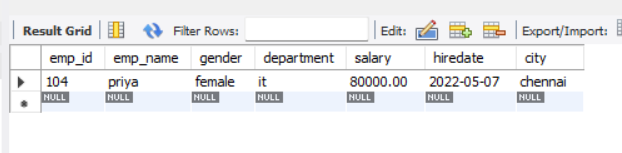 Result Grid Filter Rows: Edit: Export/Import:
emp_id emp_name gender department salary hiredate city
104 priya female it 80000.00 2022-05-07 chennai
NULL NULL NULL NULL NULL NULL NULL